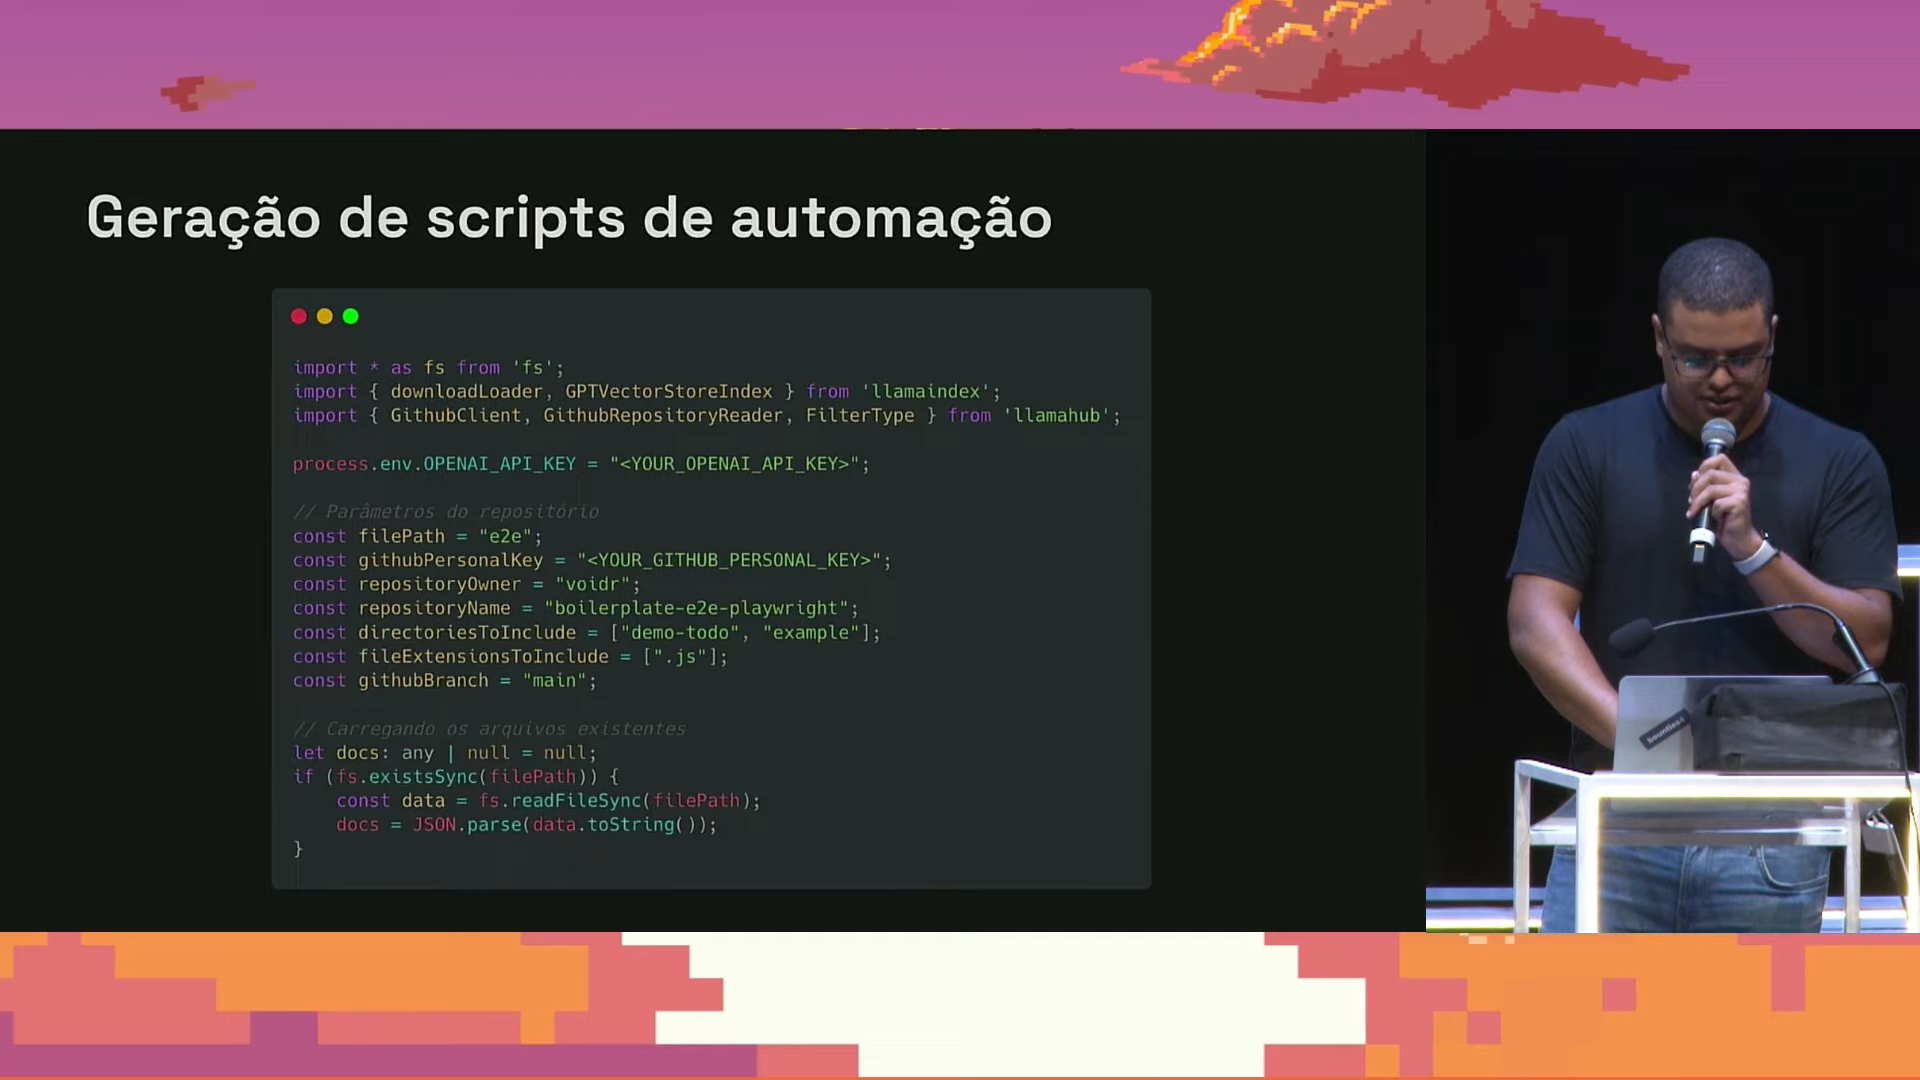 Geração de scripts de automação
import * as fs from 'fs';
import { downloadLoader, GPTVectorStoreIndex } from 'llamaindex';
import { GithubClient, GithubRepositoryReader, FilterType } from 'llamahub';
process.env.OPENAI_API_KEY = "<YOUR_OPENAI_API_KEY>";
// Parâmetros do repositório
const filePath = "e2e";
const githubPersonalKey = "<YOUR_GITHUB_PERSONAL_KEY>";
const repositoryOwner = "voidr";
const repositoryName = "boilerplate-e2e-playwright";
const directoriesToInclude = ["demo-todo", "example"];
const fileExtensionsToInclude = [".js"];
const githubBranch = "main";
// Carregando os arquivos existentes
let docs: any | null = null;
if (fs.existsSync(filePath)) {
    const data = fs.readFileSync(filePath);
    docs = JSON.parse(data.toString());
}